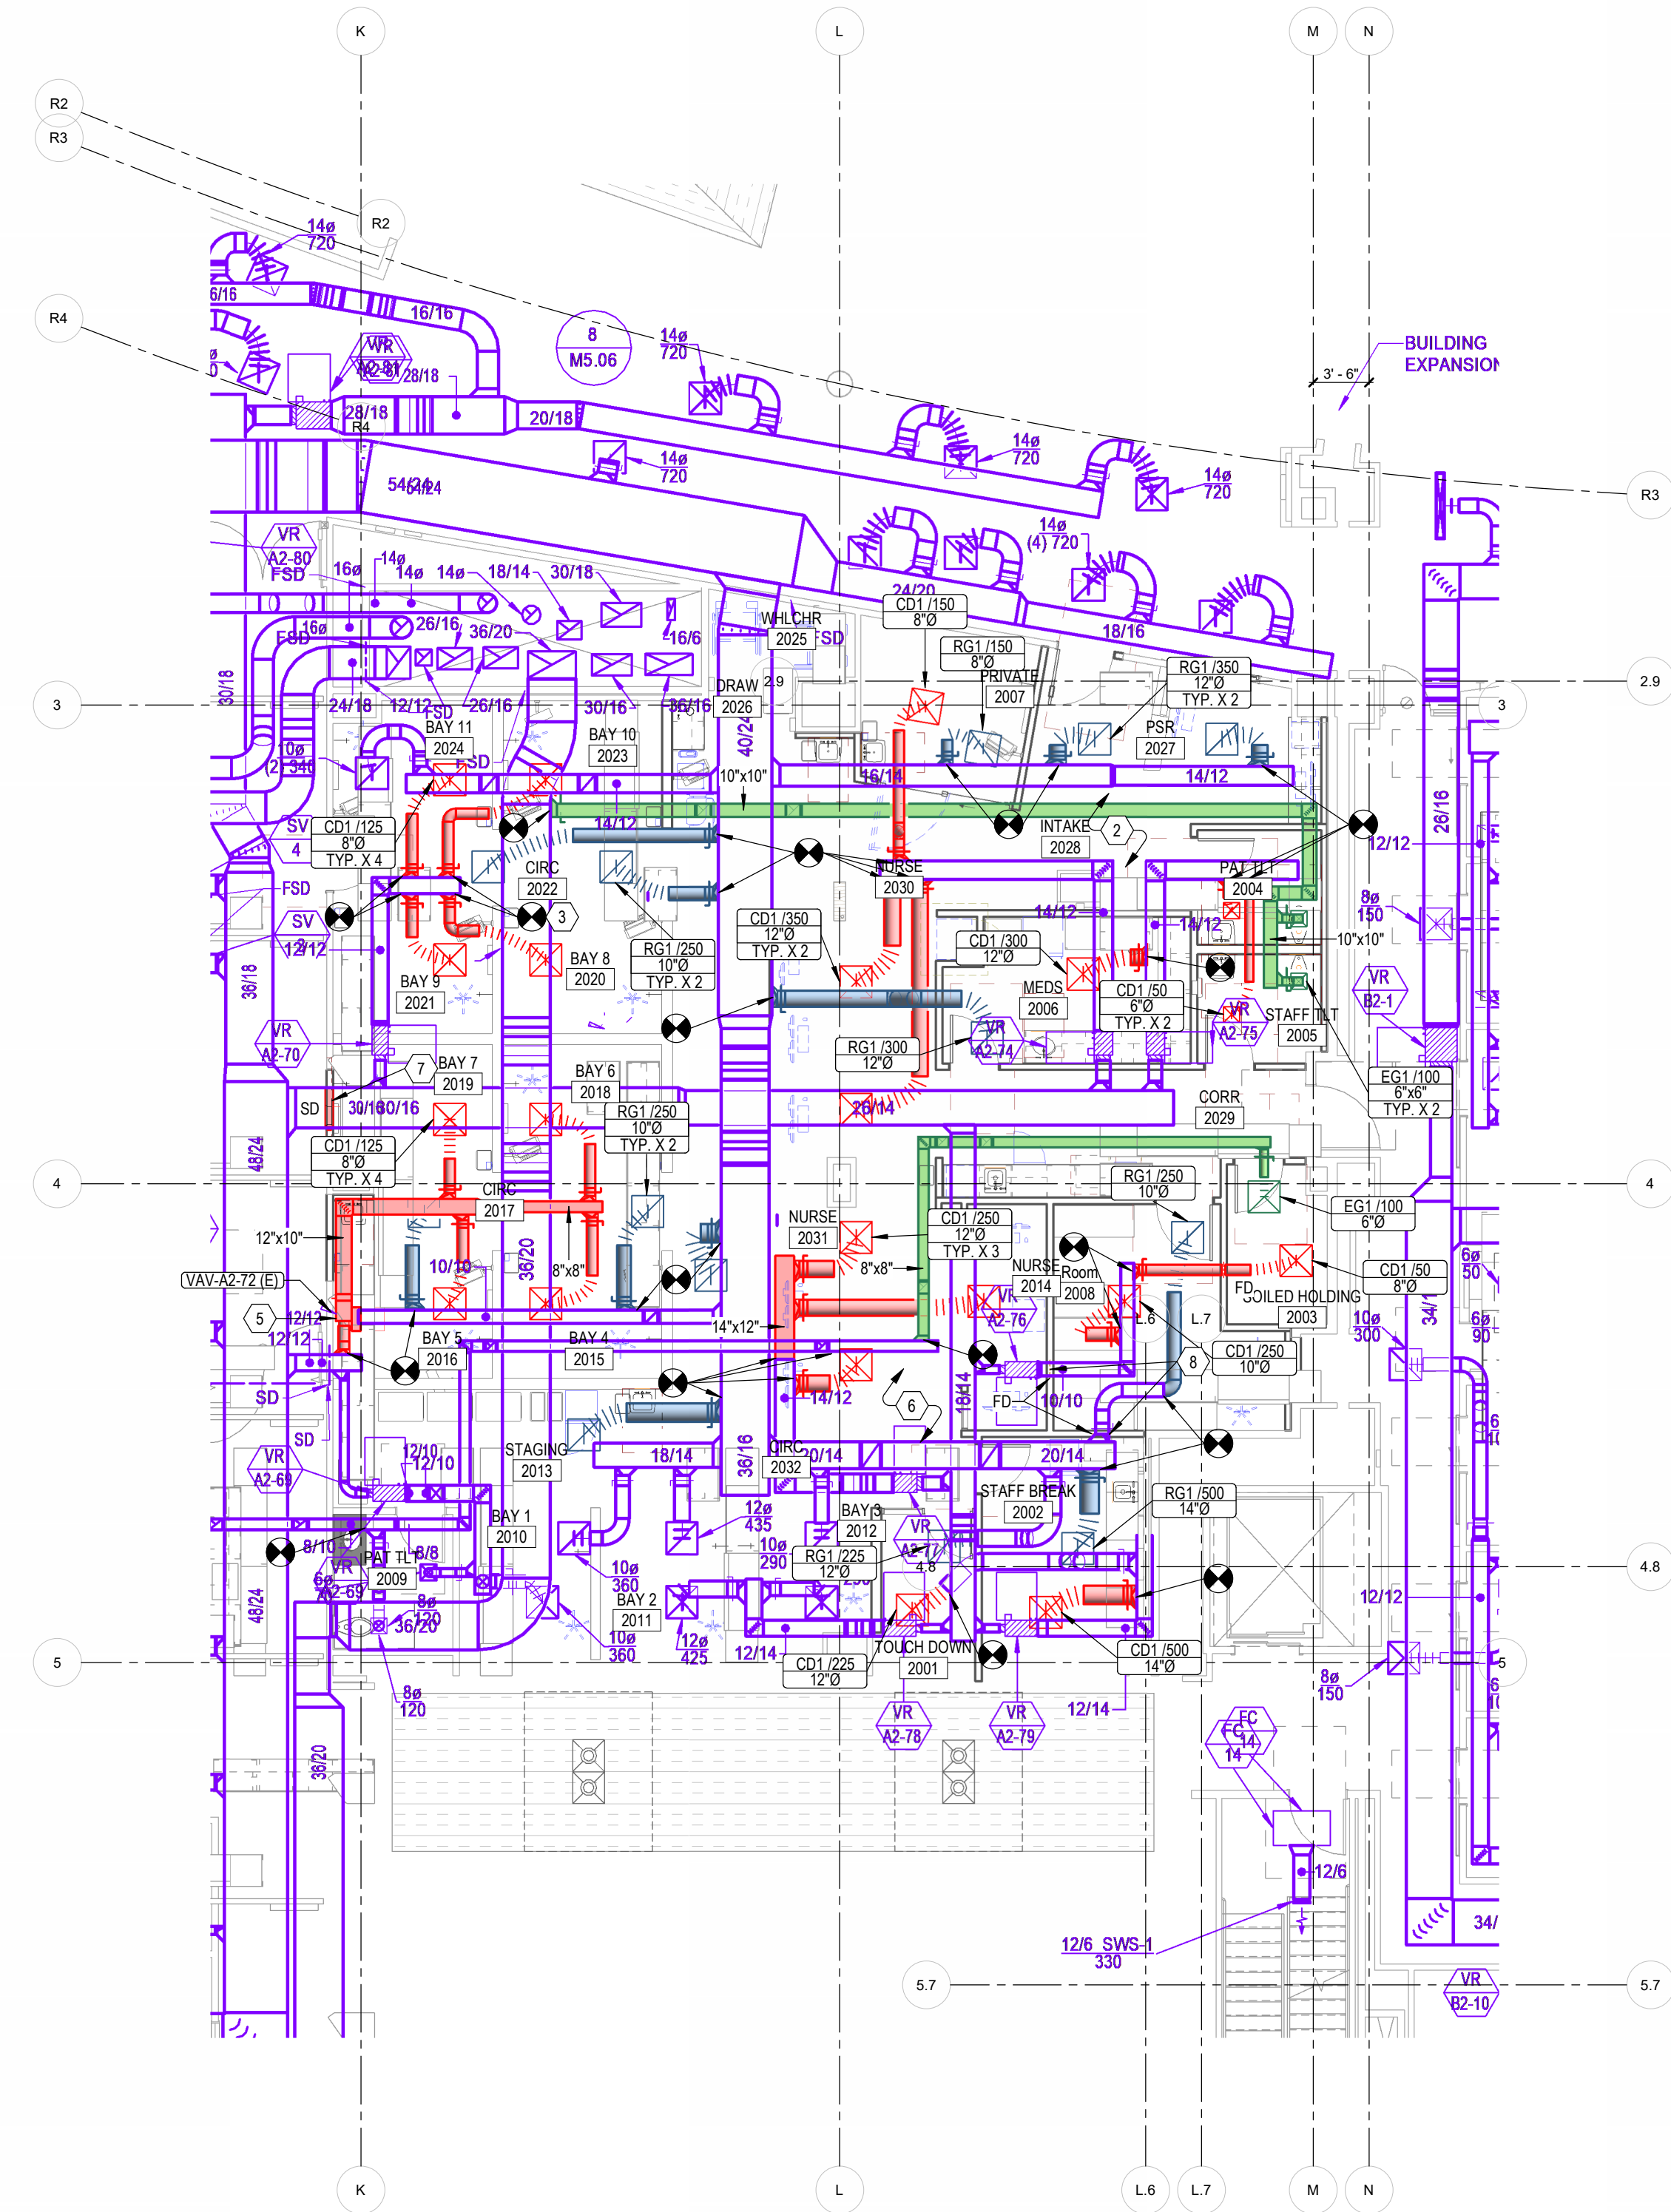 K
L
M
N
R2
R3
R2
R4
14ø
720
16/16
8
M5.06
14ø
720
BUILDING
3' - 6"
28/18
28/18
20/18
R4
14ø
720
14ø
720
14ø
720
R3
VR
A2-80
FSD
16ø
14ø
14ø
14ø
18/14
30/18
14ø
(4) 720
24/20
CD1 /150
8"Ø
18/16
FSD
16ø
26/16
36/20
16/6
WHLCHR
2025
FSD
RG1 /150
8"Ø
PRIVATE
2007
RG1 /350
12"Ø
TYP. X 2
30/18
24/18
12/12
FSD
26/16
30/16
36/16
DRAW
2026
2.9
2.9
3
3
BAY 11
2024
FSD
BAY 10
2023
PSR
2027
10ø
(2) 340
40/24
10"x10"
16/14
14/12
26/16
CD1 /125
8"Ø
TYP. X 4
SV
4
14/12
INTAKE
2028
2
12/12
CIRC
2022
NURSE
2030
PAT TLT
2004
FSD
3
14/12
14/12
8ø
150
SV
12/12
CD1 /350
12"Ø
TYP. X 2
CD1 /300
12"Ø
10"x10"
36/18
BAY 9
2021
BAY 8
2020
RG1 /250
10"Ø
TYP. X 2
MEDS
2006
CD1 /50
6"Ø
TYP. X 2
VR
B2-1
VR
A2-70
VR
A2-74
VR
A2-75
STAFF TLT
2005
RG1 /300
12"Ø
7
BAY 7
2019
BAY 6
2018
EG1 /100
6"x6"
TYP. X 2
SD
30/16
26/14
CORR
2029
RG1 /250
10"Ø
TYP. X 2
48/24
CD1 /125
8"Ø
TYP. X 4
4
4
CIRC
2017
RG1 /250
10"Ø
EG1 /100
6"Ø
12"x10"
NURSE
2031
CD1 /250
12"Ø
TYP. X 3
8"x8"
8"x8"
36/20
10/10
VAV-A2-72 (E)
NURSE
2014
Room
2008
FD
CD1 /50
8"Ø
6ø
50
2003
5
12/12
12/12
14"x12"
VR
A2-76
L.6
L.7
10ø
300
6ø
90
BAY 5
2016
BAY 4
2015
8
CD1 /250
10"Ø
SD
14/12
6
18/14
FD
10/10
SD
VR
A2-69
12/10
12/10
STAGING
2013
18/14
36/16
CIRC
2032
20/14
20/14
RG1 /500
14"Ø
BAY 1
2010
12ø
435
BAY 3
2012
STAFF BREAK
2002
8/10
8/8
10ø
360
10ø
290
RG1 /225
12"Ø
VR
A2-77
4.8
4.8
PAT TLT
2009
VR
A2-69
6ø
48/24
8ø
120
36/20
BAY 2
2011
12/12
10ø
360
12ø
425
12/14
CD1 /225
12"Ø
TOUCH DOWN
2001
CD1 /500
14"Ø
5
5
8ø
150
8ø
120
12/14
VR
A2-78
VR
A2-79
FC
14
FC
14
36/20
12/6
12/6 SWS-1
330
34/
5.7
5.7
VR
B2-10
K
L
L.6
L.7
M
N